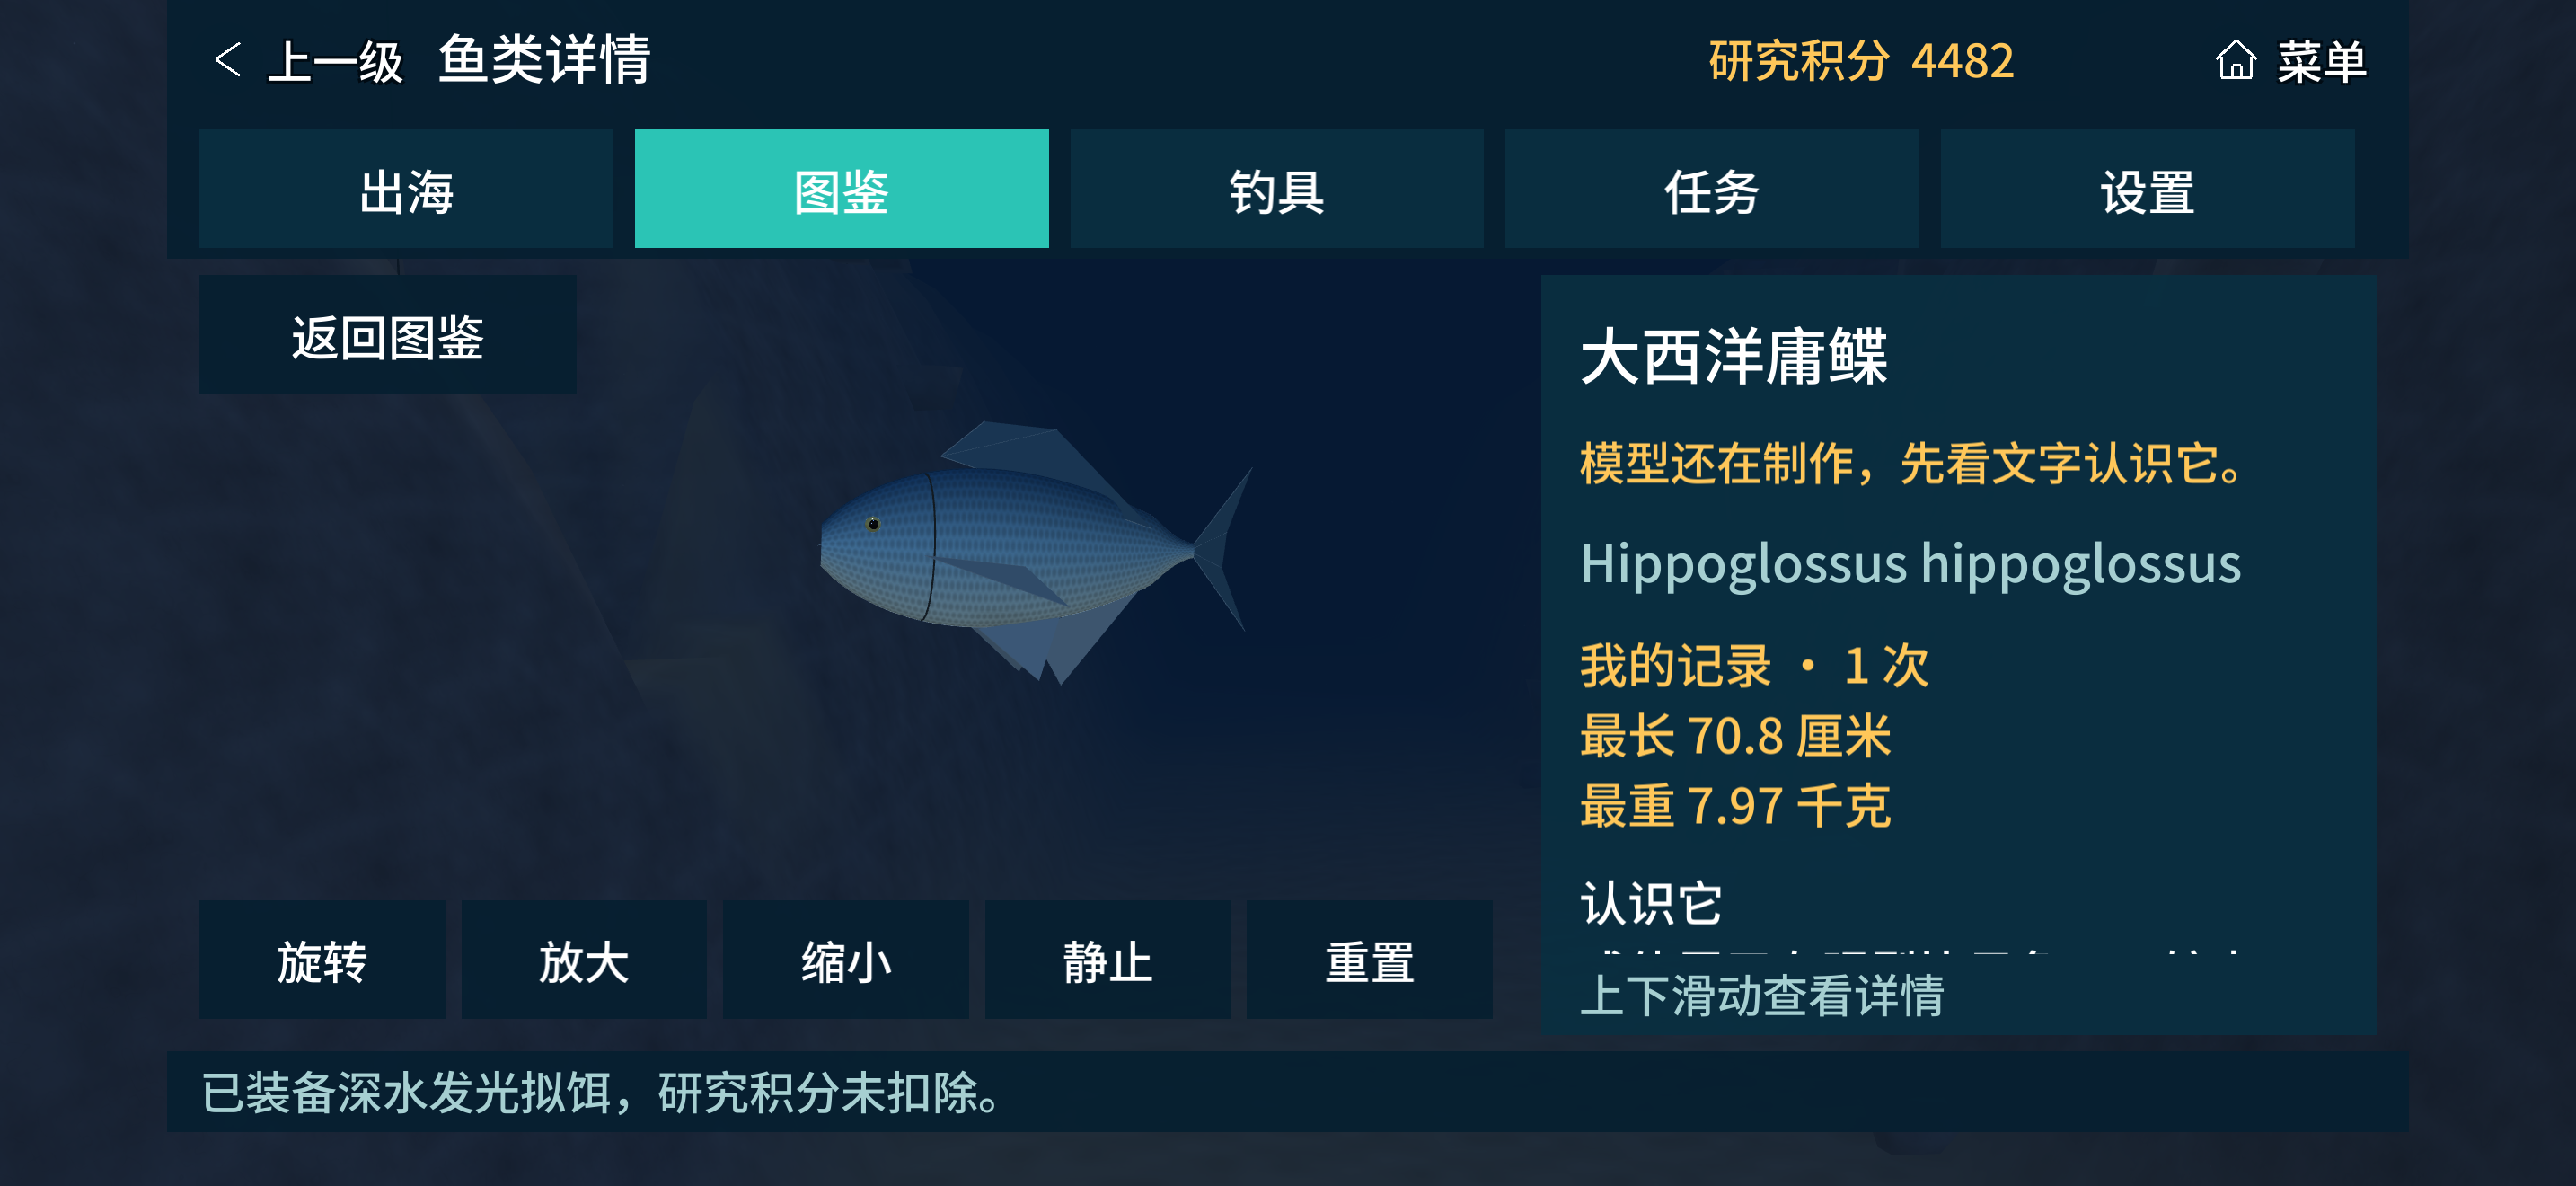 上一级 鱼类详情 研究积分 4482 菜单
出海 图鉴 钓具 任务 设置
返回图鉴
大西洋庸鲽
模型还在制作，先看文字认识它。
Hippoglossus hippoglossus
我的记录 · 1 次
最长 70.8 厘米
最重 7.97 千克
认识它
上下滑动查看详情
旋转 放大 缩小 静止 重置
已装备深水发光拟饵，研究积分未扣除。